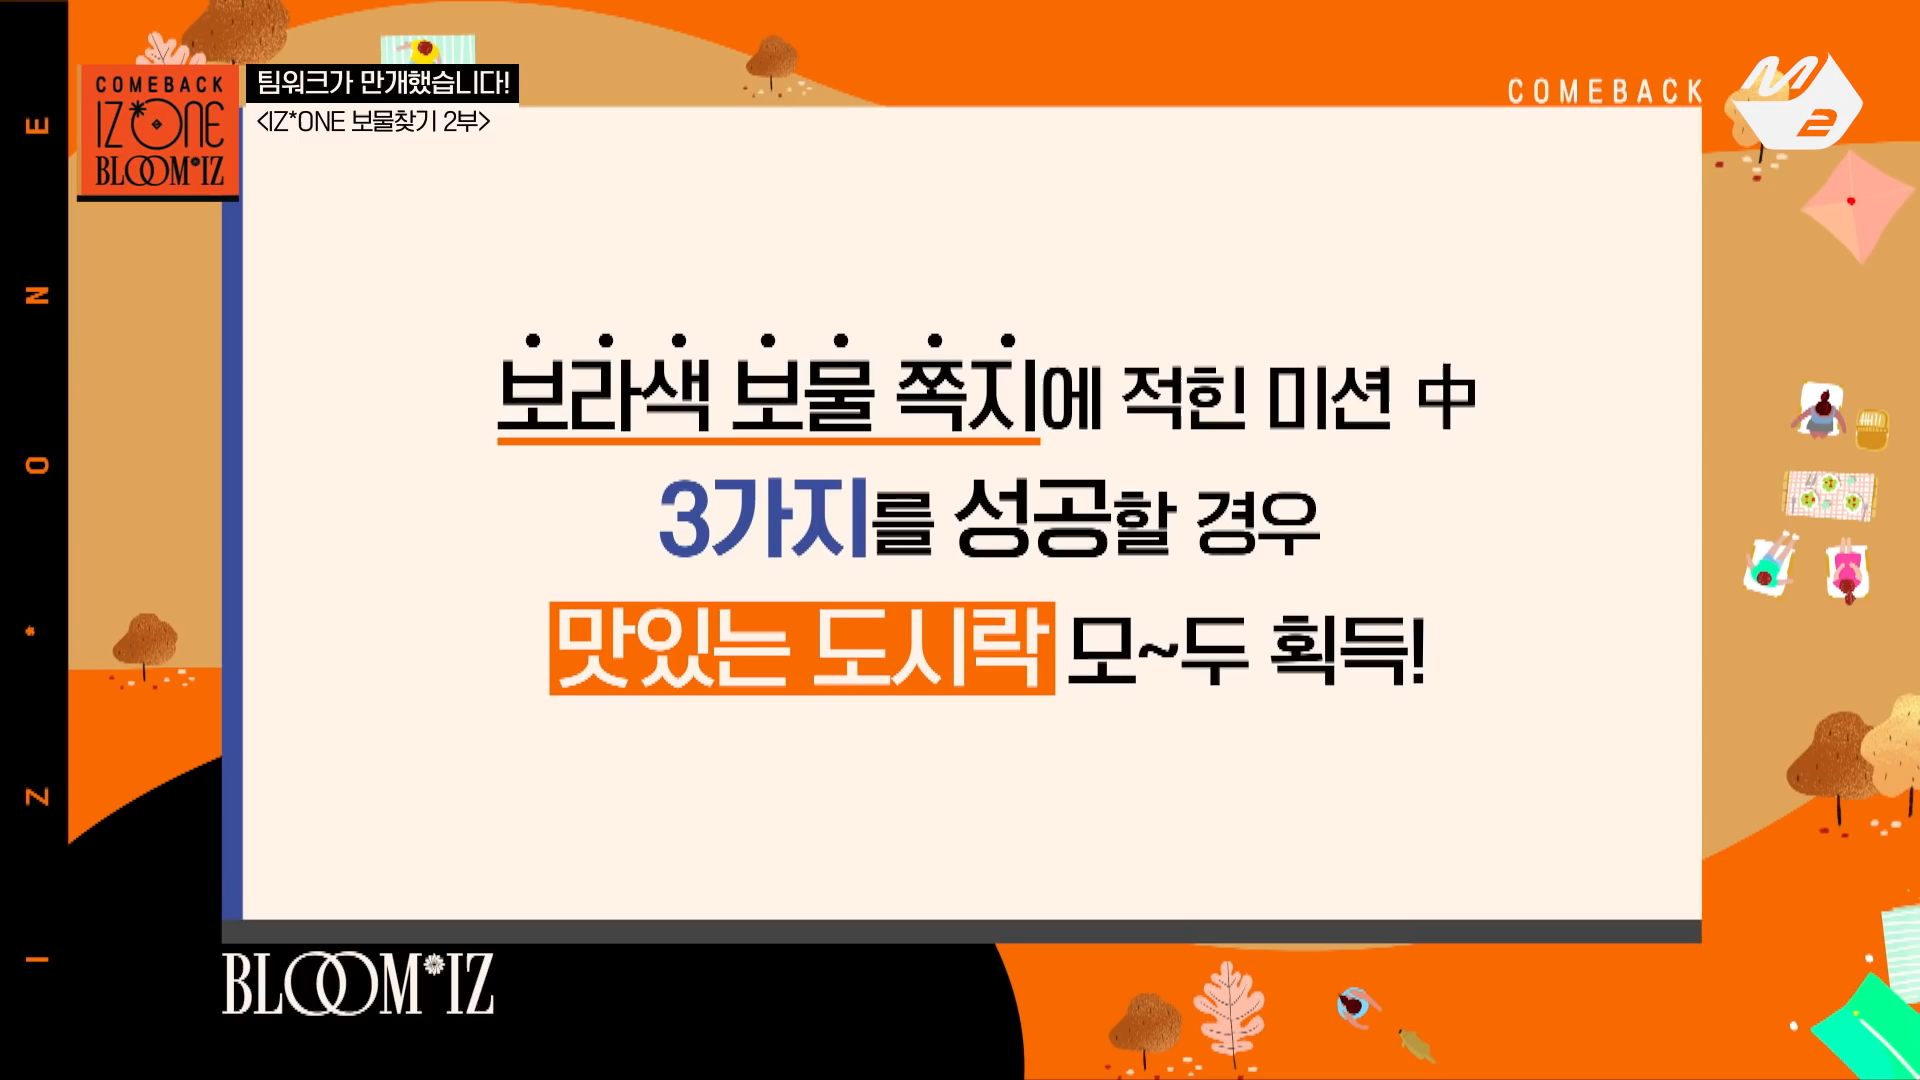 COMEBACK
IZ*ONE
BLOOM*IZ
팀워크가 만개했습니다!
<IZ*ONE 보물찾기 2부>
COMEBACK
M2
IZ*ONE
보라색 보물 쪽지에 적힌 미션 中
3가지를 성공할 경우
맛있는 도시락 모~두 획득!
BLOOM*IZ